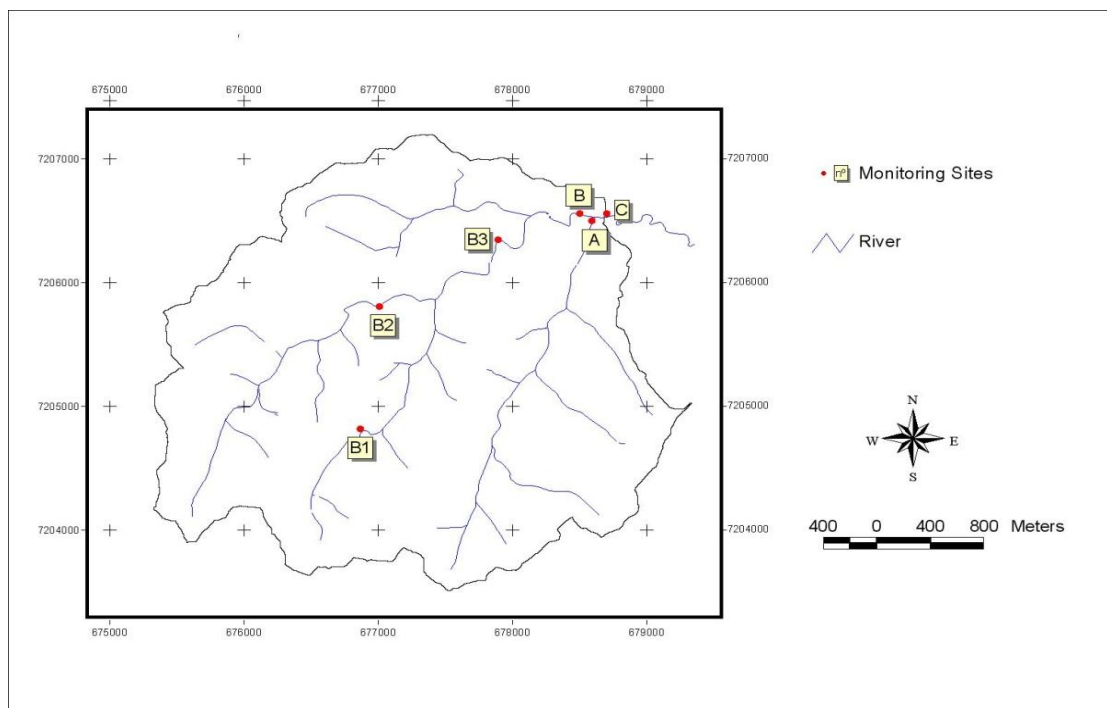 675000 676000 677000 678000 679000
7207000 7207000
B
C
nº Monitoring Sites
B3
A
River
7206000 7206000
B2
7205000 7205000
B1
N
W E
S
7204000 7204000
400 0 400 800 Meters
675000 676000 677000 678000 679000